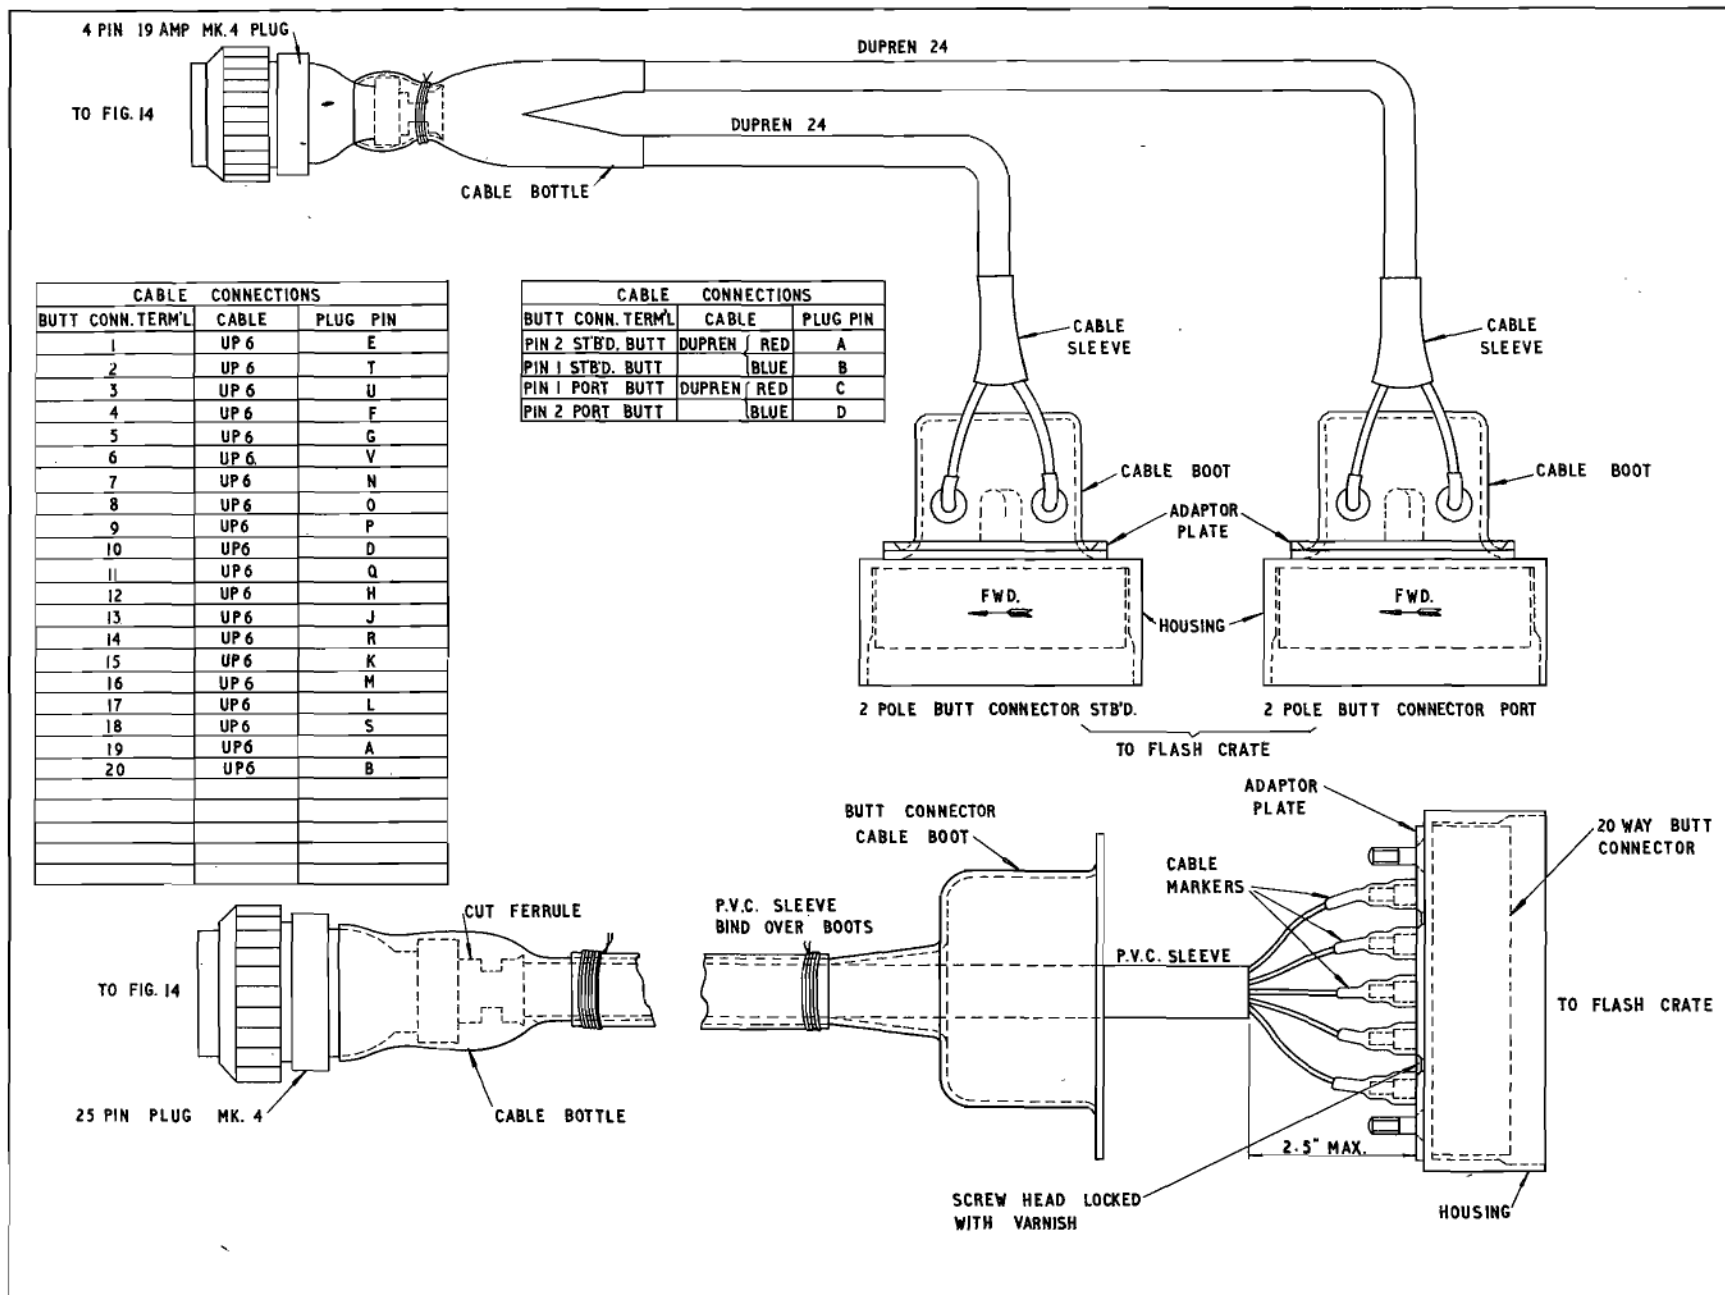 4 PIN 19 AMP MK.4 PLUG
DUPREN 24
TO FIG. 14
DUPREN 24
CABLE BOTTLE
CABLE CONNECTIONS
BUTT CONN. TERM'L CABLE PLUG PIN
1 UP 6 E
2 UP 6 T
3 UP 6 U
4 UP 6 F
5 UP 6 G
6 UP 6 V
7 UP 6 N
8 UP 6 O
9 UP6 P
10 UP6 D
11 UP6 Q
12 UP6 H
13 UP6 J
14 UP 6 R
15 UP 6 K
16 UP 6 M
17 UP6 L
18 UP6 S
19 UP6 A
20 UP6 B
CABLE CONNECTIONS
BUTT CONN. TERM'L CABLE PLUG PIN
PIN 2 ST'B'D. BUTT DUPREN RED A
PIN 1 STB'D. BUTT BLUE B
PIN 1 PORT BUTT DUPREN RED C
PIN 2 PORT BUTT BLUE D
CABLE
SLEEVE
CABLE
SLEEVE
CABLE BOOT
CABLE BOOT
ADAPTOR
PLATE
FWD.
FWD.
HOUSING
2 POLE BUTT CONNECTOR STB'D.
2 POLE BUTT CONNECTOR PORT
TO FLASH CRATE
BUTT CONNECTOR
CABLE BOOT
ADAPTOR
PLATE
20 WAY BUTT
CONNECTOR
CABLE
MARKERS
CUT FERRULE
P.V.C. SLEEVE
BIND OVER BOOTS
P.V.C. SLEEVE
TO FIG. 14
TO FLASH CRATE
25 PIN PLUG MK. 4
CABLE BOTTLE
2·5" MAX.
SCREW HEAD LOCKED
WITH VARNISH
HOUSING